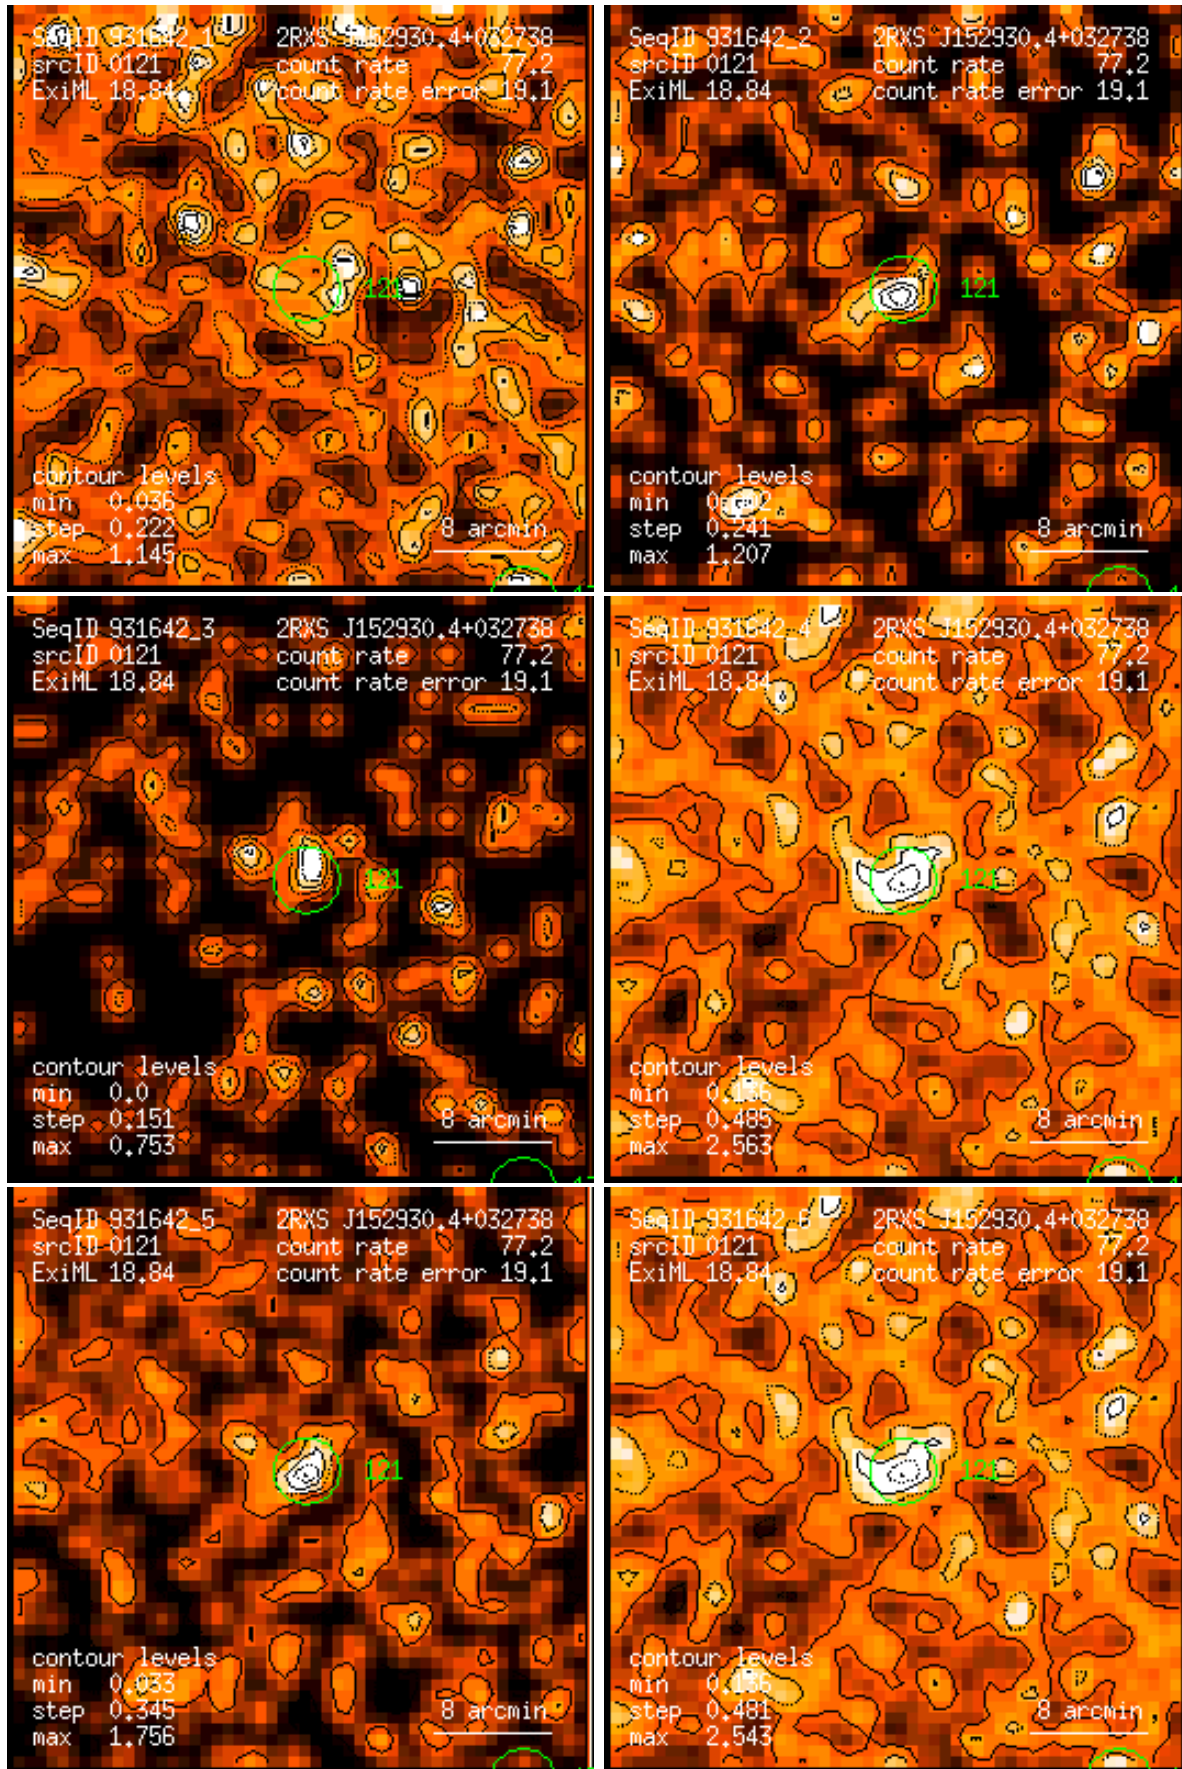 SeqID 931642_1 2RXS J152930.4+032738
srcID 0121 count rate 77.2
ExiML 18.84 count rate error 19.1
121
contour levels
min 0.036
step 0.222 8 arcmin
max 1.145
SeqID 931642_2 2RXS J152930.4+032738
srcID 0121 count rate 77.2
ExiML 18.84 count rate error 19.1
121
contour levels
min
step 0.241 8 arcmin
max 1.207
SeqID 931642_3 2RXS J152930.4+032738
srcID 0121 count rate 77.2
ExiML 18.84 count rate error 19.1
121
contour levels
min 0.0
step 0.151 8 arcmin
max 0.753
SeqID 931642_4 2RXS J152930.4+032738
srcID 0121 count rate 77.2
ExiML 18.84 count rate error 19.1
121
contour levels
min 0.136
step 0.485 8 arcmin
max 2.563
SeqID 931642_5 2RXS J152930.4+032738
srcID 0121 count rate 77.2
ExiML 18.84 count rate error 19.1
121
contour levels
min 0.033
step 0.345 8 arcmin
max 1.756
SeqID 931642_6 2RXS J152930.4+032738
srcID 0121 count rate 77.2
ExiML 18.84 count rate error 19.1
121
contour levels
min 0.136
step 0.481 8 arcmin
max 2.543